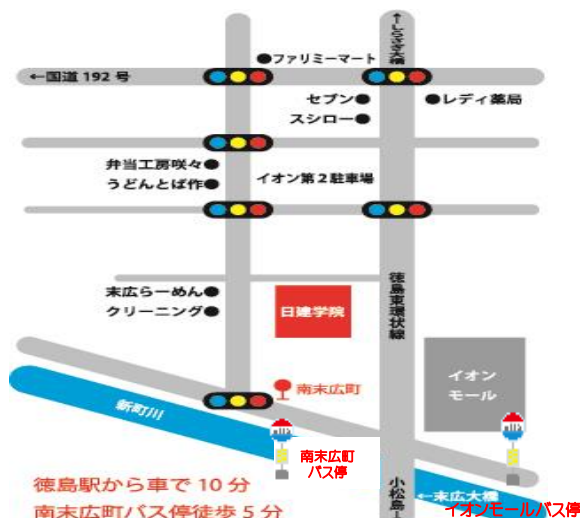 ←しらさぎ大橋
●ファリミーマート
←国道 192 号
セブン●
●レディ薬局
スシロー●
弁当工房咲々●
うどんとば作●
イオン第2駐車場
徳島東環状線
末広らーめん●
クリーニング●
日建学院
イオン
モール
南末広町
新町川
南末広町
バス停
徳島駅から車で 10 分
南末広町バス停徒歩 5 分
小松島→
←末広大橋
イオンモールバス停